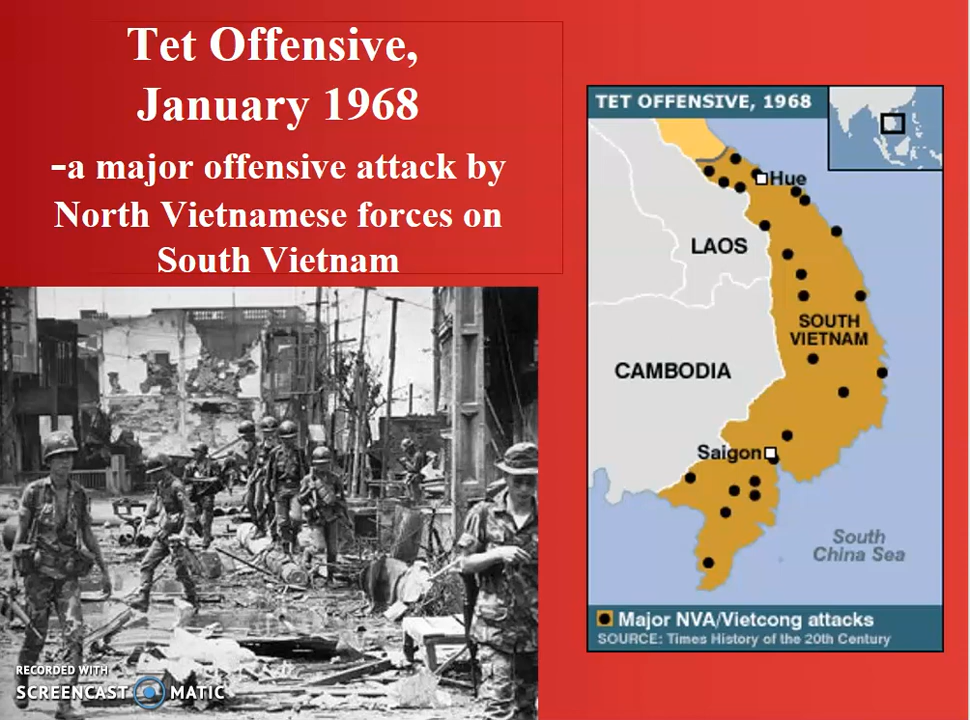 Tet Offensive,
January 1968
-a major offensive attack by
North Vietnamese forces on
South Vietnam
TET OFFENSIVE, 1968
Hue
LAOS
SOUTH
VIETNAM
CAMBODIA
Saigon
South
China Sea
Major NVA/Vietcong attacks
SOURCE: Times History of the 20th Century
RECORDED WITH
SCREENCAST MATIC